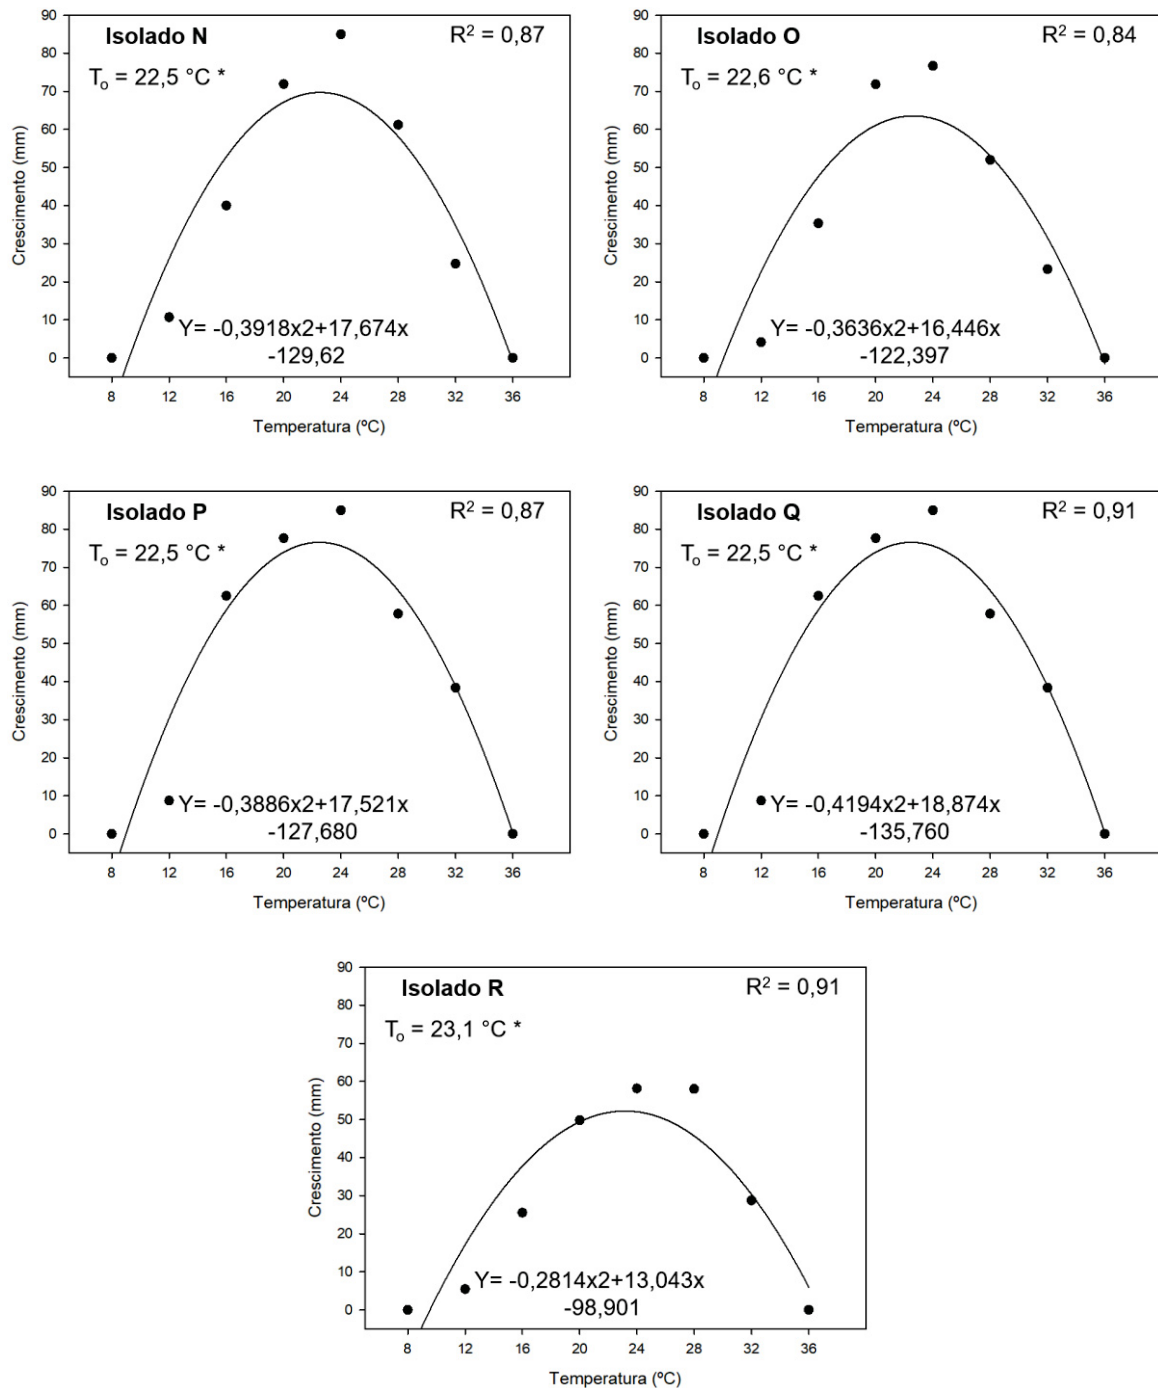 Isolado N
R² = 0,87
Tₒ = 22,5 °C *
90
80
70
60
50
40
30
20
10
0
Crescimento (mm)
Y= -0,3918x2+17,674x
-129,62
8 12 16 20 24 28 32 36
Temperatura (ºC)
Isolado O
R² = 0,84
Tₒ = 22,6 °C *
90
80
70
60
50
40
30
20
10
0
Crescimento (mm)
Y= -0,3636x2+16,446x
-122,397
8 12 16 20 24 28 32 36
Temperatura (ºC)
Isolado P
R² = 0,87
Tₒ = 22,5 °C *
90
80
70
60
50
40
30
20
10
0
Crescimento (mm)
Y= -0,3886x2+17,521x
-127,680
8 12 16 20 24 28 32 36
Temperatura (ºC)
Isolado Q
R² = 0,91
Tₒ = 22,5 °C *
90
80
70
60
50
40
30
20
10
0
Crescimento (mm)
Y= -0,4194x2+18,874x
-135,760
8 12 16 20 24 28 32 36
Temperatura (ºC)
Isolado R
R² = 0,91
Tₒ = 23,1 °C *
90
80
70
60
50
40
30
20
10
0
Crescimento (mm)
Y= -0,2814x2+13,043x
-98,901
8 12 16 20 24 28 32 36
Temperatura (ºC)